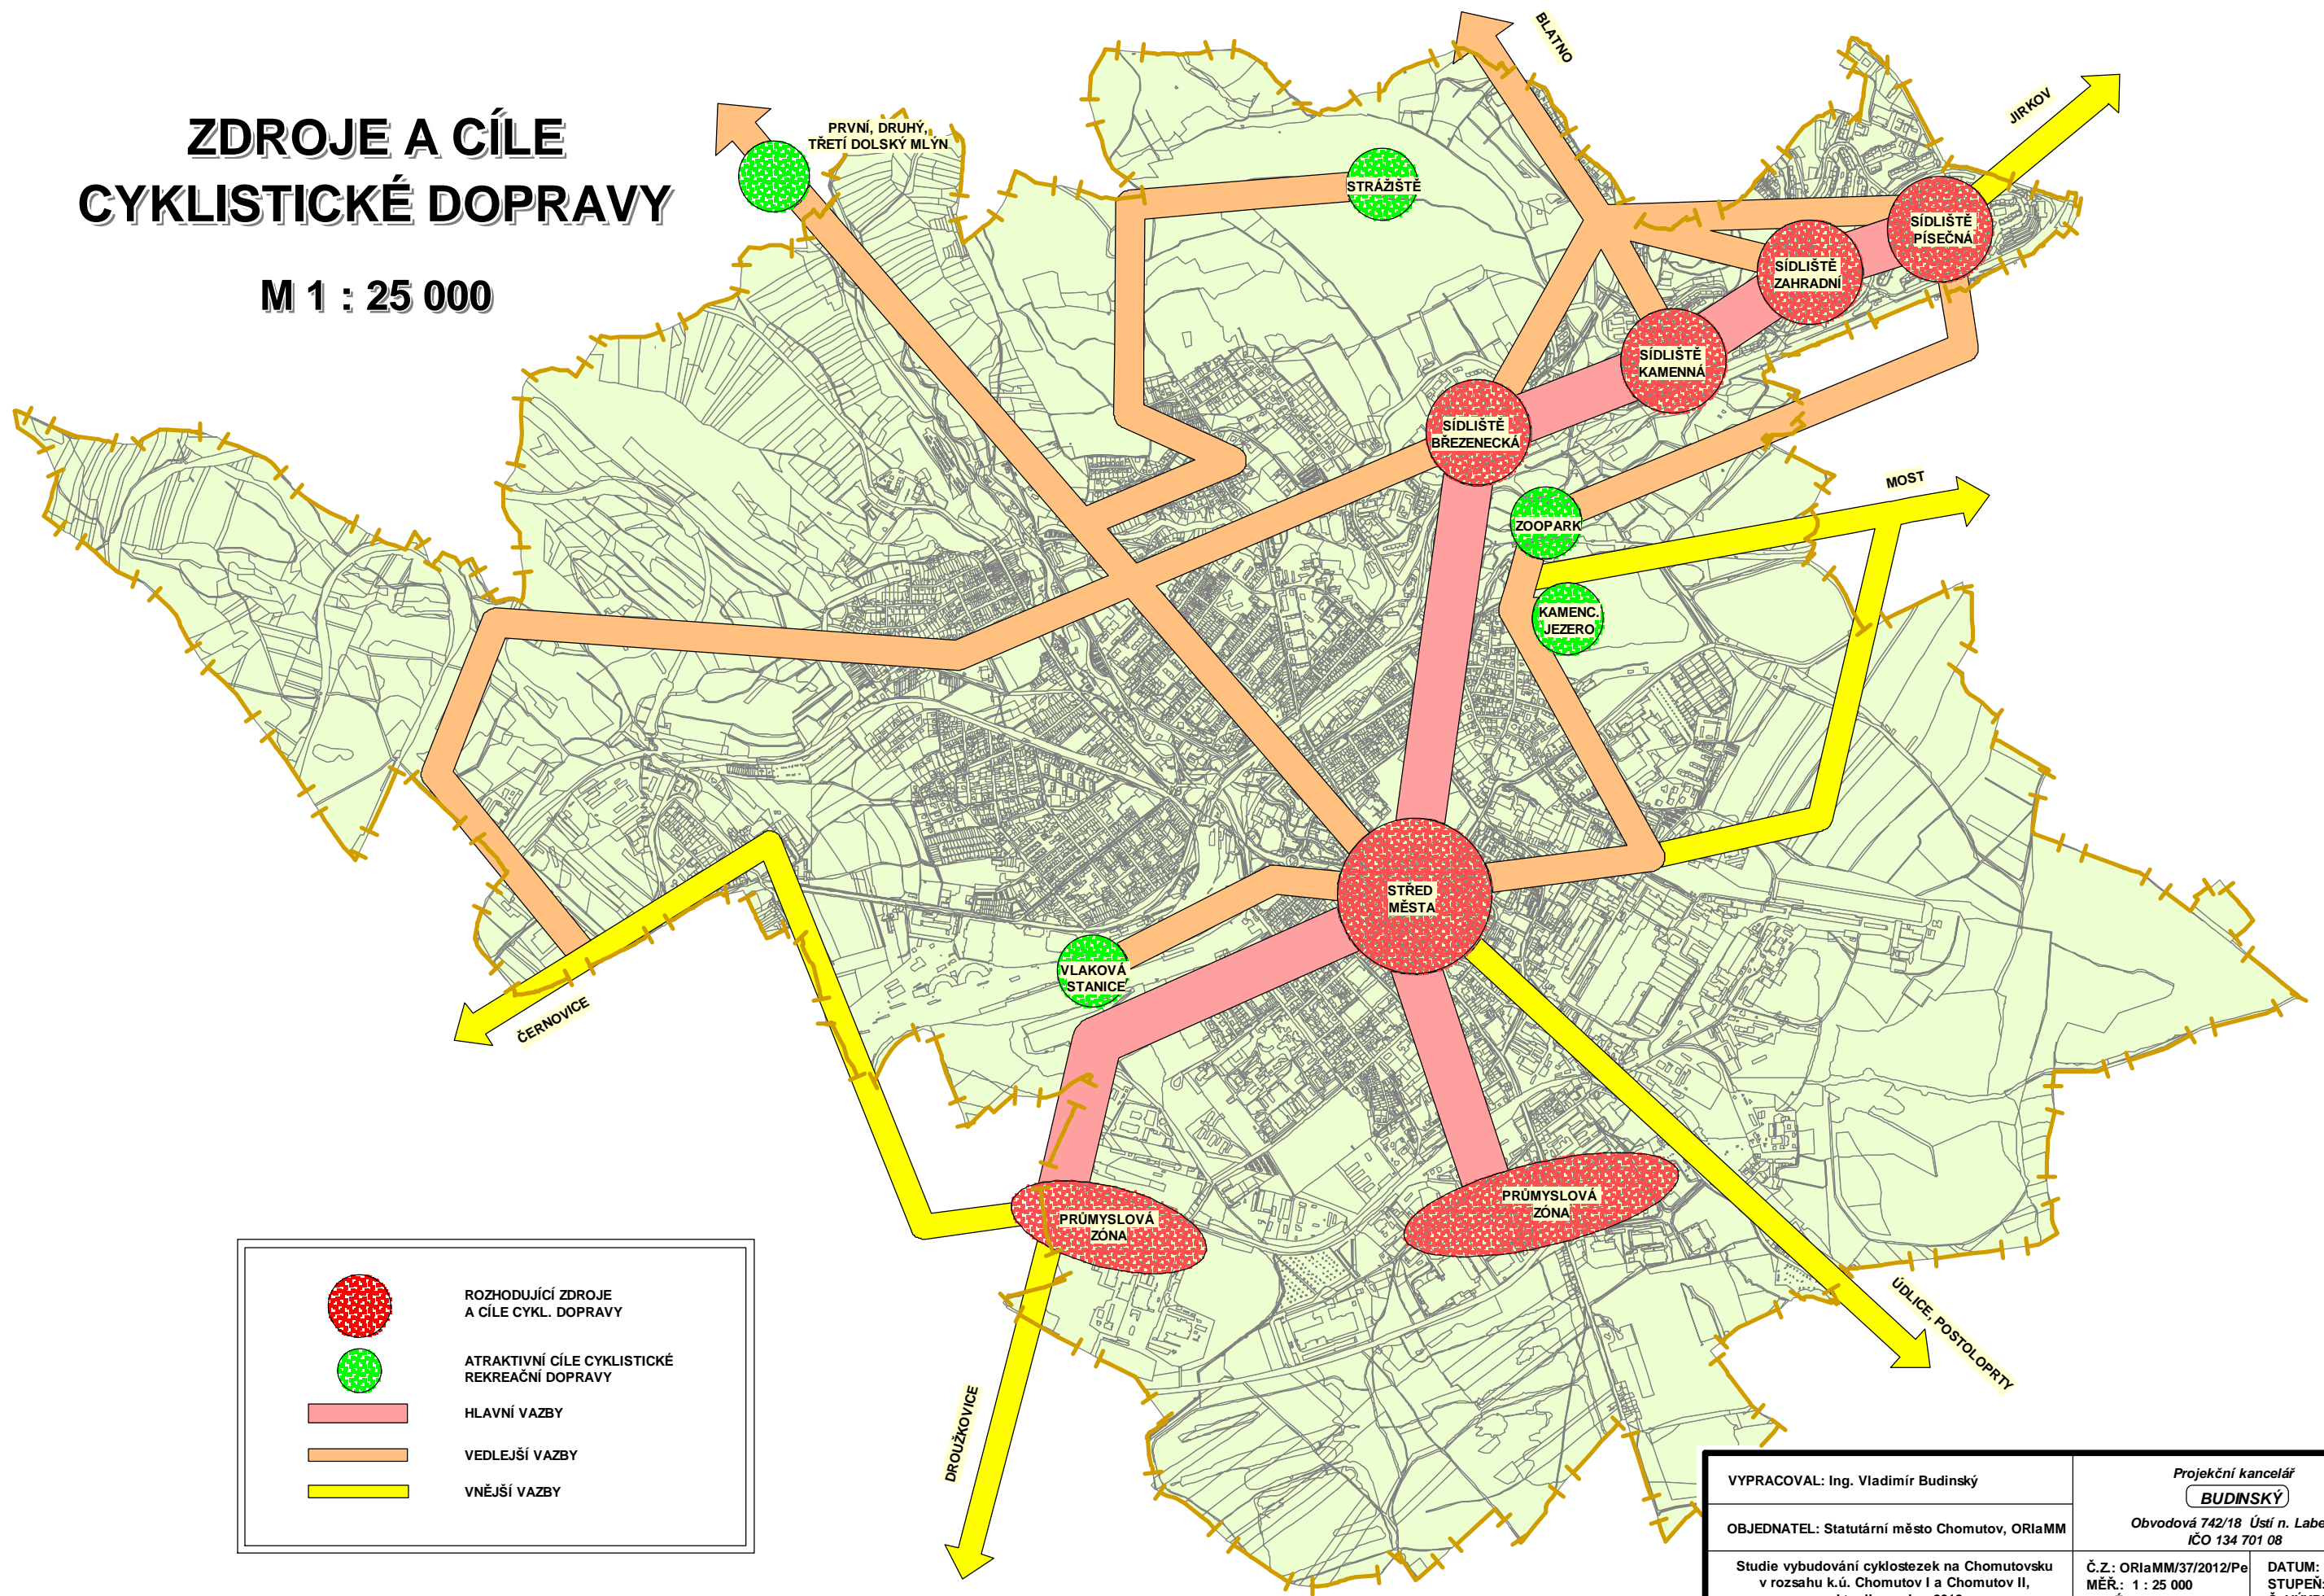 ZDROJE A CÍLE
CYKLISTICKÉ DOPRAVY
M 1 : 25 000
BLATNO
JIRKOV
PRVNÍ, DRUHÝ,
TŘETÍ DOLSKÝ MLÝN
STRÁŽIŠTĚ
SÍDLIŠTĚ
PÍSEČNÁ
SÍDLIŠTĚ
ZAHRADNÍ
SÍDLIŠTĚ
KAMENNÁ
SÍDLIŠTĚ
BŘEZENECKÁ
MOST
ZOOPARK
KAMENC.
JEZERO
STŘED
MĚSTA
VLAKOVÁ
STANICE
ČERNOVICE
PRŮMYSLOVÁ
ZÓNA
PRŮMYSLOVÁ
ZÓNA
ÚDLICE, POSTOLOPRTY
DROUŽKOVICE
ROZHODUJÍCÍ ZDROJE
A CÍLE CYKL. DOPRAVY
ATRAKTIVNÍ CÍLE CYKLISTICKÉ
REKREAČNÍ DOPRAVY
HLAVNÍ VAZBY
VEDLEJŠÍ VAZBY
VNĚJŠÍ VAZBY
VYPRACOVAL: Ing. Vladimír Budinský
Projekční kancelář
BUDINSKÝ
Obvodová 742/18 Ústí n. Labe
IČO 134 701 08
OBJEDNATEL: Statutární město Chomutov, ORIaMM
Studie vybudování cyklostezek na Chomutovsku
v rozsahu k.ú. Chomutov I a Chomutov II,
Č.Z.: ORIaMM/37/2012/Pe
MĚŘ.: 1 : 25 000
DATUM:
STUPEŇ